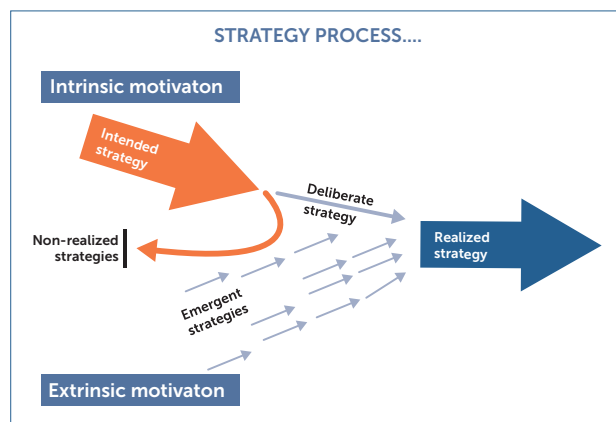 STRATEGY PROCESS....
Intrinsic motivaton
Intended
strategy
Deliberate
strategy
Non-realized
strategies
Realized
strategy
Emergent
strategies
Extrinsic motivaton